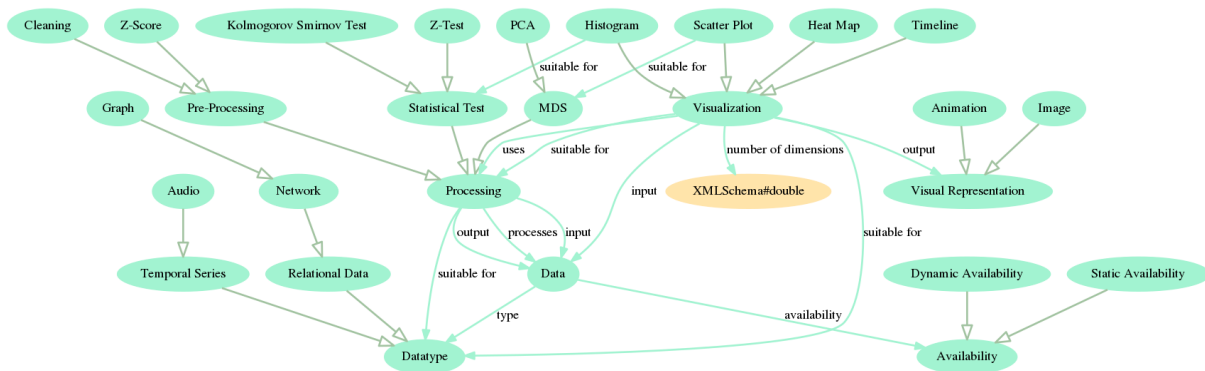 Cleaning
Z-Score
Kolmogorov Smirnov Test
Z-Test
PCA
Histogram
Scatter Plot
Heat Map
Timeline
suitable for
suitable for
Graph
Pre-Processing
Statistical Test
MDS
Visualization
Animation
Image
uses
suitable for
number of dimensions
output
Audio
Network
Processing
input
XMLSchema#double
Visual Representation
output
processes
input
suitable for
Temporal Series
Relational Data
suitable for
Data
Dynamic Availability
Static Availability
type
availability
Datatype
Availability